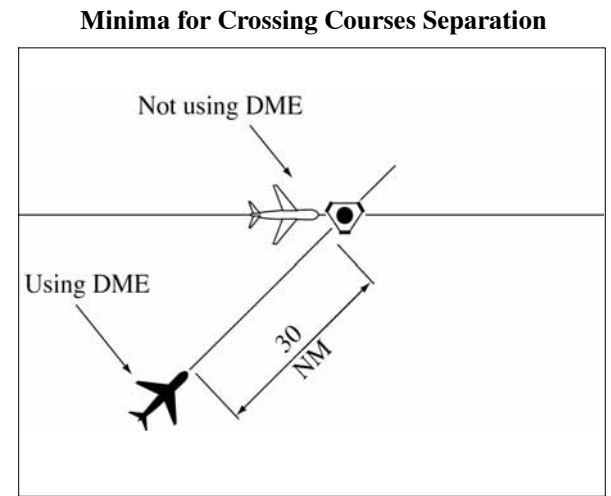 Minima for Crossing Courses Separation
Not using DME
Using DME
30
NM